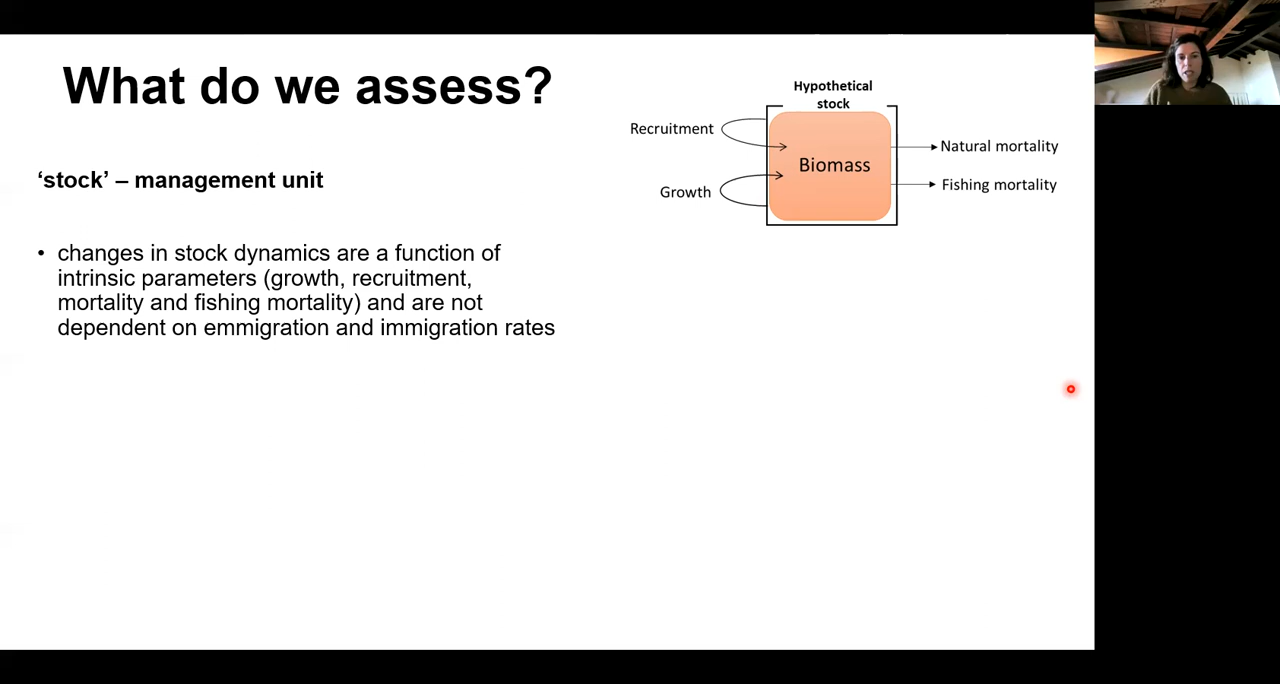 What do we assess?
‘stock’ – management unit
• changes in stock dynamics are a function of
intrinsic parameters (growth, recruitment,
mortality and fishing mortality) and are not
dependent on emmigration and immigration rates
Hypothetical
stock
Recruitment
Growth
Biomass
Natural mortality
Fishing mortality